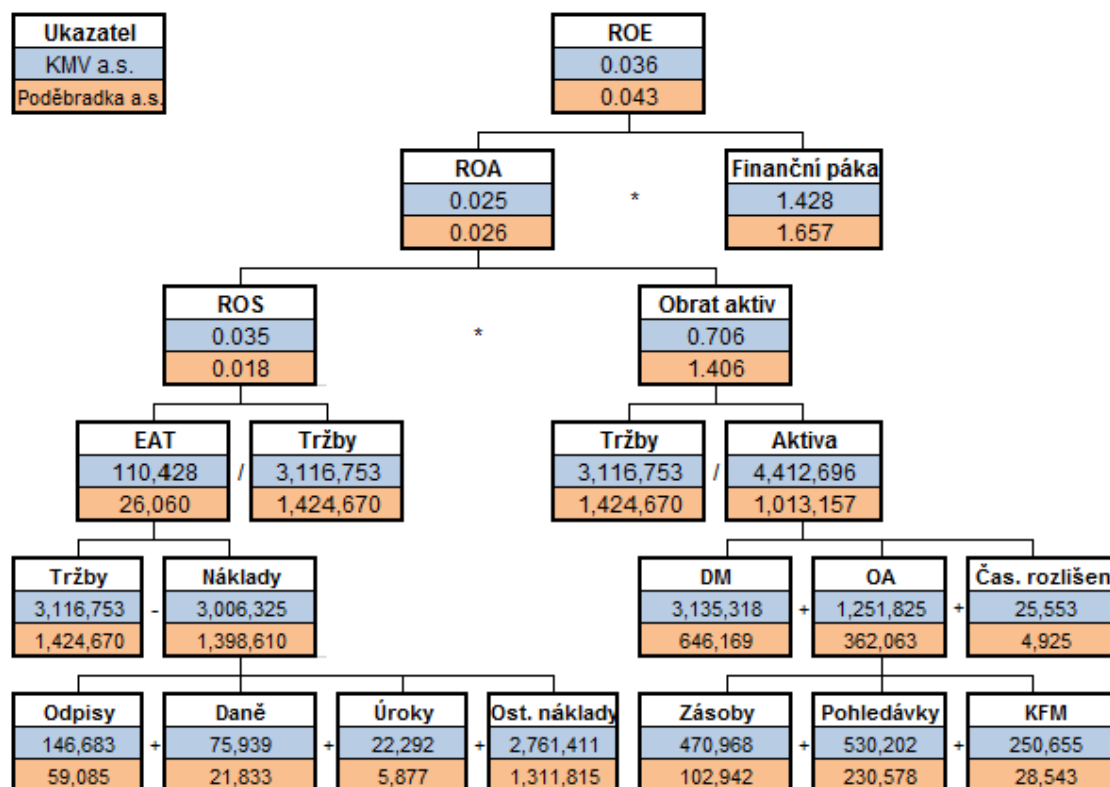 Ukazatel
KMV a.s.
Poděbradka a.s.
ROE
0.036
0.043
ROA
0.025
0.026
*
Finanční páka
1.428
1.657
ROS
0.035
0.018
*
Obrat aktiv
0.706
1.406
EAT
110,428
26,060
/
Tržby
3,116,753
1,424,670
Tržby
3,116,753
1,424,670
/
Aktiva
4,412,696
1,013,157
Tržby
3,116,753
1,424,670
-
Náklady
3,006,325
1,398,610
DM
3,135,318
646,169
+
OA
1,251,825
362,063
+
Čas. rozlišen
25,553
4,925
Odpisy
146,683
59,085
+
Daně
75,939
21,833
+
Úroky
22,292
5,877
+
Ost. náklady
2,761,411
1,311,815
Zásoby
470,968
102,942
+
Pohledávky
530,202
230,578
+
KFM
250,655
28,543